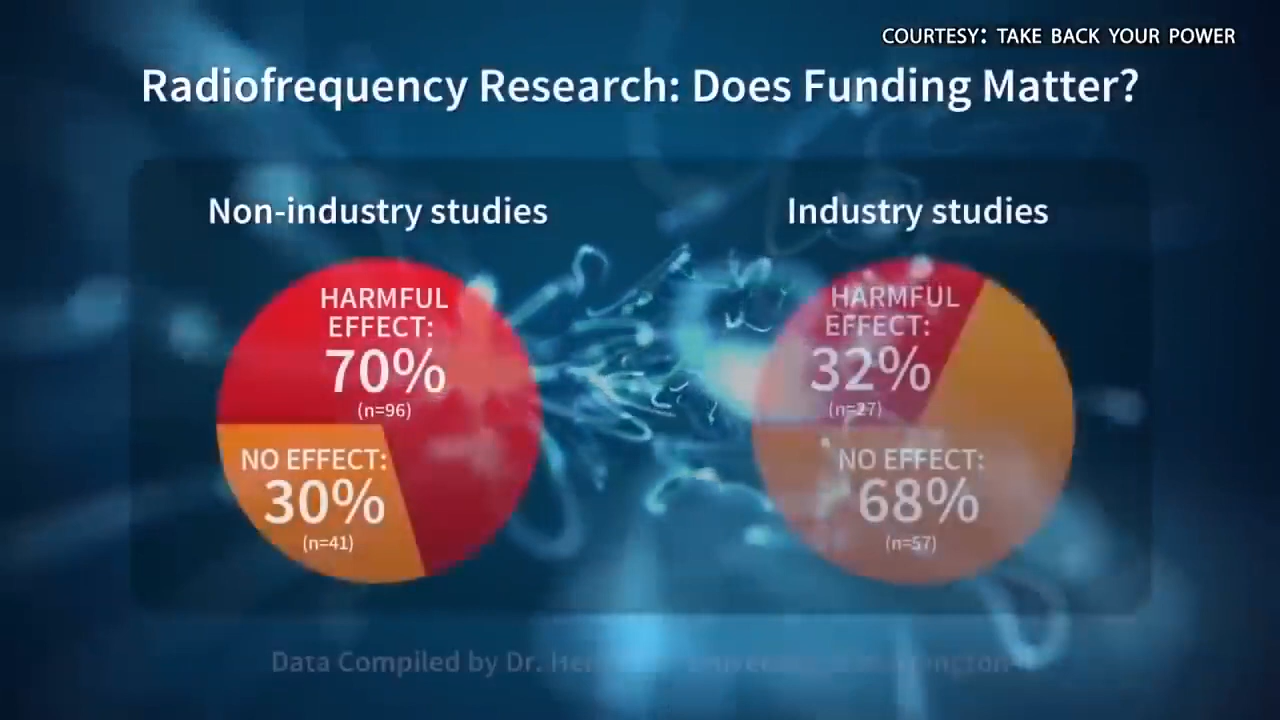 COURTESY: TAKE BACK YOUR POWER
Radiofrequency Research: Does Funding Matter?
Non-industry studies
Industry studies
HARMFUL
EFFECT:
70%
(n=96)
NO EFFECT:
30%
(n=41)
HARMFUL
EFFECT:
32%
(n=27)
NO EFFECT:
68%
(n=57)
Data Compiled by Dr.